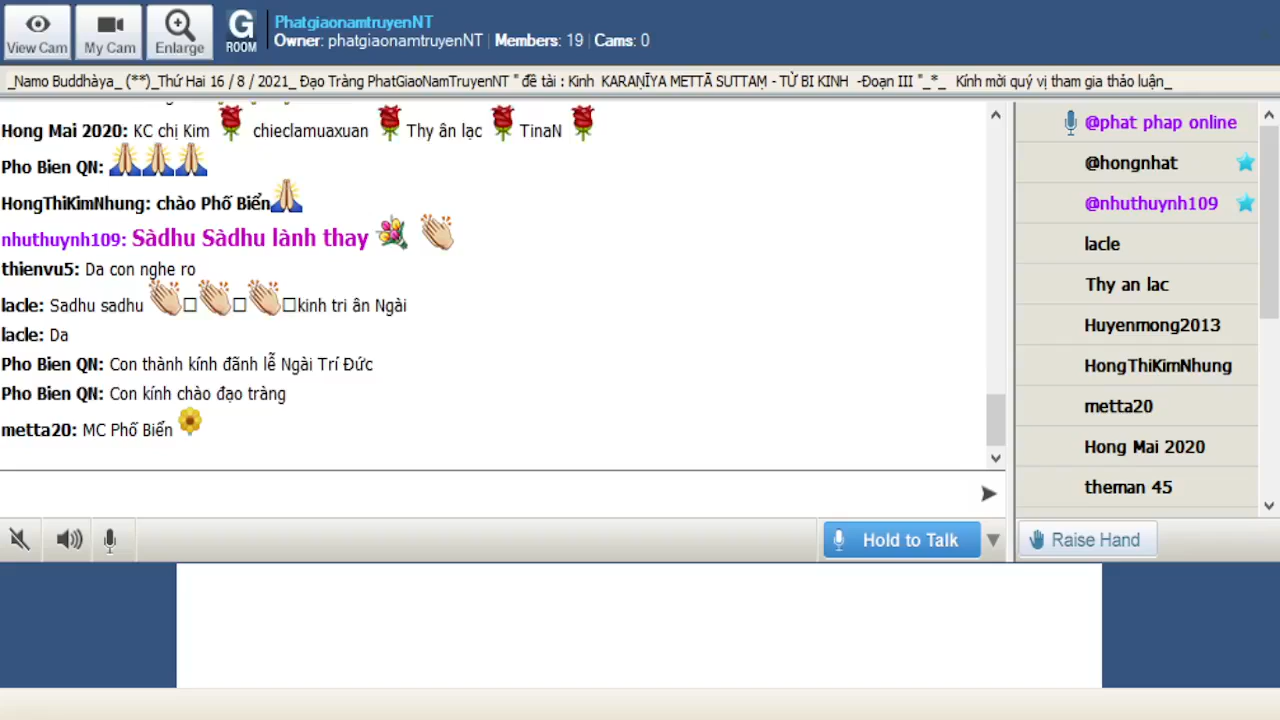 View Cam
My Cam
Enlarge
G
ROOM
PhatgiaonamtruyenNT
Owner: phatgiaonamtruyenNT | Members: 19 | Cams: 0
_Namo Buddhàya_ (**)_Thứ Hai 16 / 8 / 2021_ Đạo Tràng PhatGiaoNamTruyenNT " đề tài : Kinh KARAṆĪYA METTĀ SUTTAṂ - TỪ BI KINH -Đoạn III "_*_ Kính mời quý vị tham gia thảo luận_
Hong Mai 2020: KC chị Kim chieclamuaxuan Thy ân lạc TinaN
Pho Bien QN:
HongThiKimNhung: chào Phố Biển
nhuthuynh109: Sàdhu Sàdhu lành thay
thienvu5: Da con nghe ro
lacle: Sadhu sadhu kinh tri ân Ngài
lacle: Da
Pho Bien QN: Con thành kính đãnh lễ Ngài Trí Đức
Pho Bien QN: Con kính chào đạo tràng
metta20: MC Phố Biển
@phat phap online
@hongnhat
@nhuthuynh109
lacle
Thy an lac
Huyenmong2013
HongThiKimNhung
metta20
Hong Mai 2020
theman 45
Hold to Talk
Raise Hand